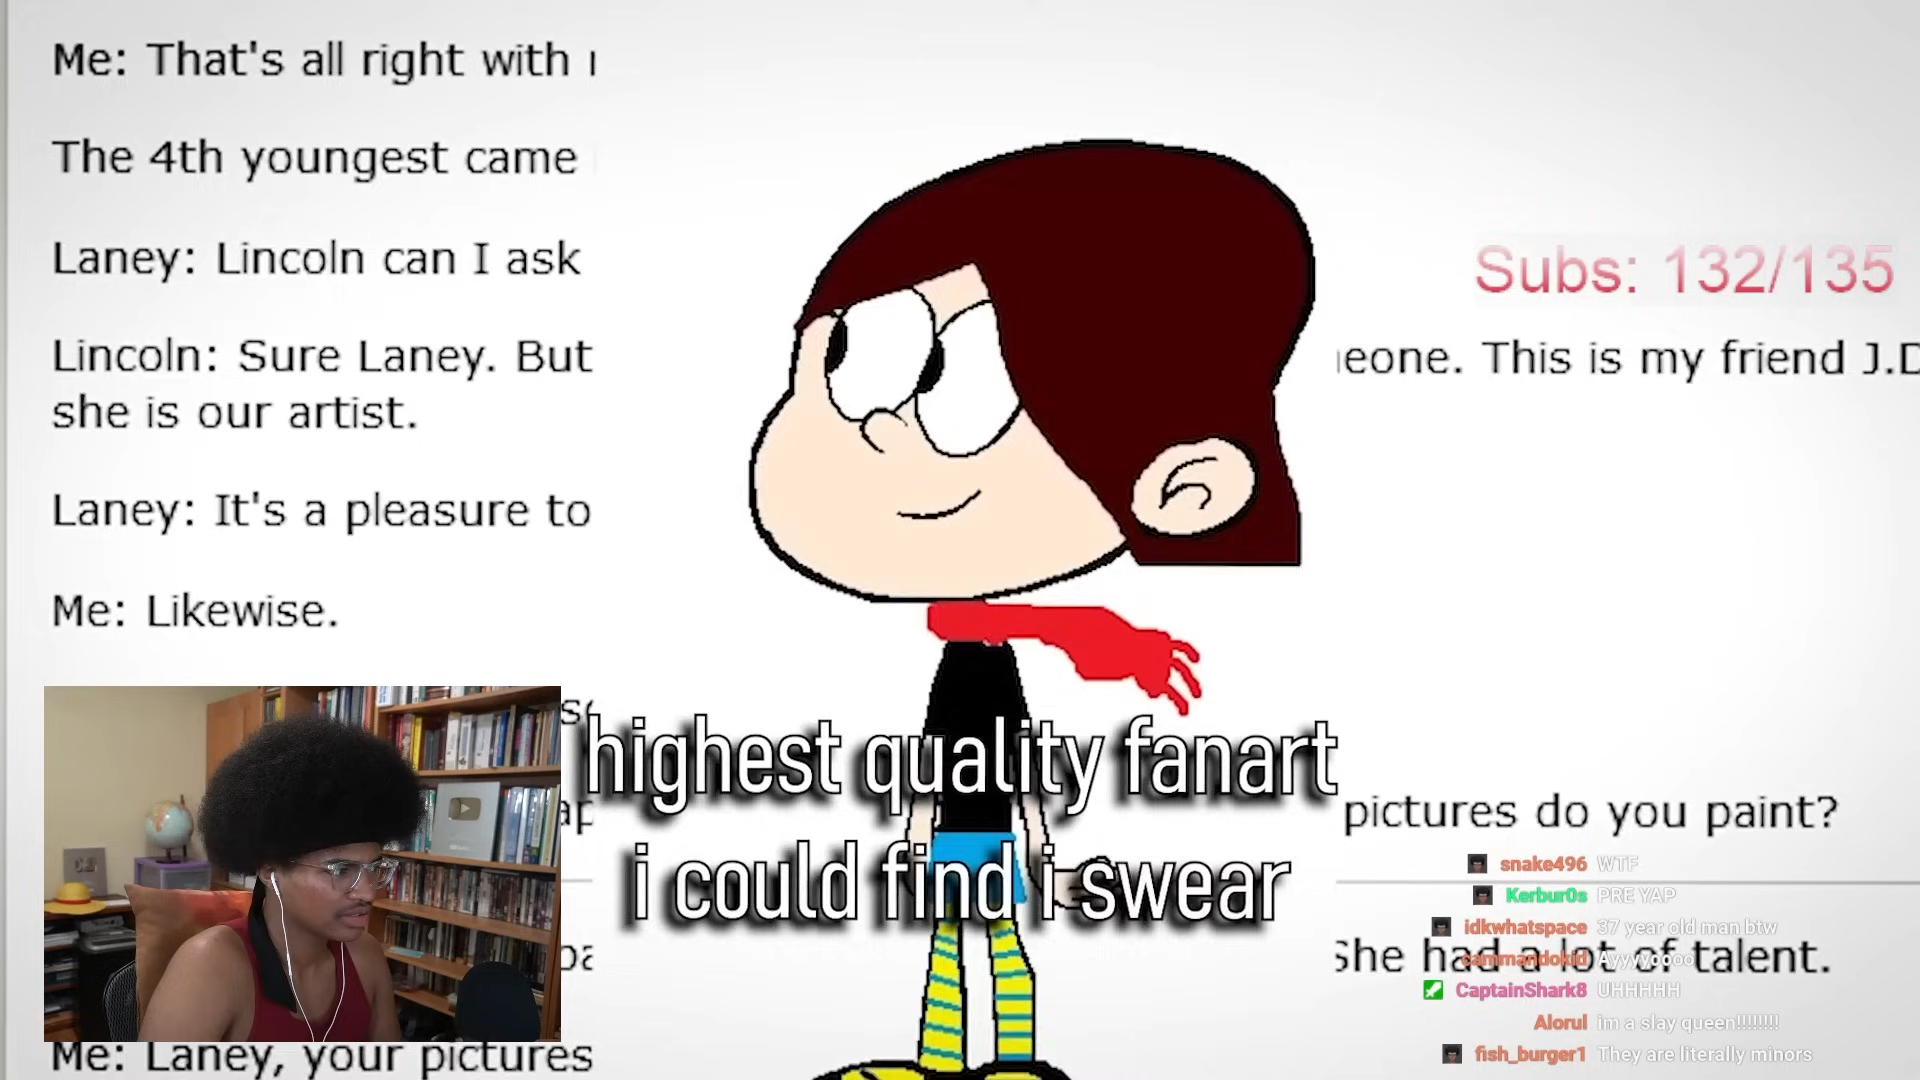 Me: That's all right with
The 4th youngest came
Laney: Lincoln can I ask
Subs: 132/135
Lincoln: Sure Laney. But
eone. This is my friend J.D
she is our artist.
Laney: It's a pleasure to
Me: Likewise.
highest quality fanart
i could find i swear
pictures do you paint?
snake496 WTF
Kerbur0s PRE YAP
idkwhatspace 37 year old man btw
She had a lot of talent.
cammandokid Ayyyyoooo
CaptainShark8 UHHHHH
Alorul im a slay queen!!!!!!!!
fish_burger1 They are literally minors
Me: Laney, your pictures